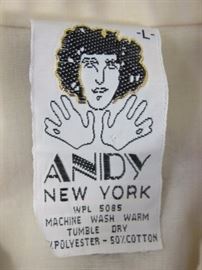 -L-
ANDY
NEW YORK
WPL 5085
MACHINE WASH WARM
TUMBLE DRY
%POLYESTER - 50%COTTON